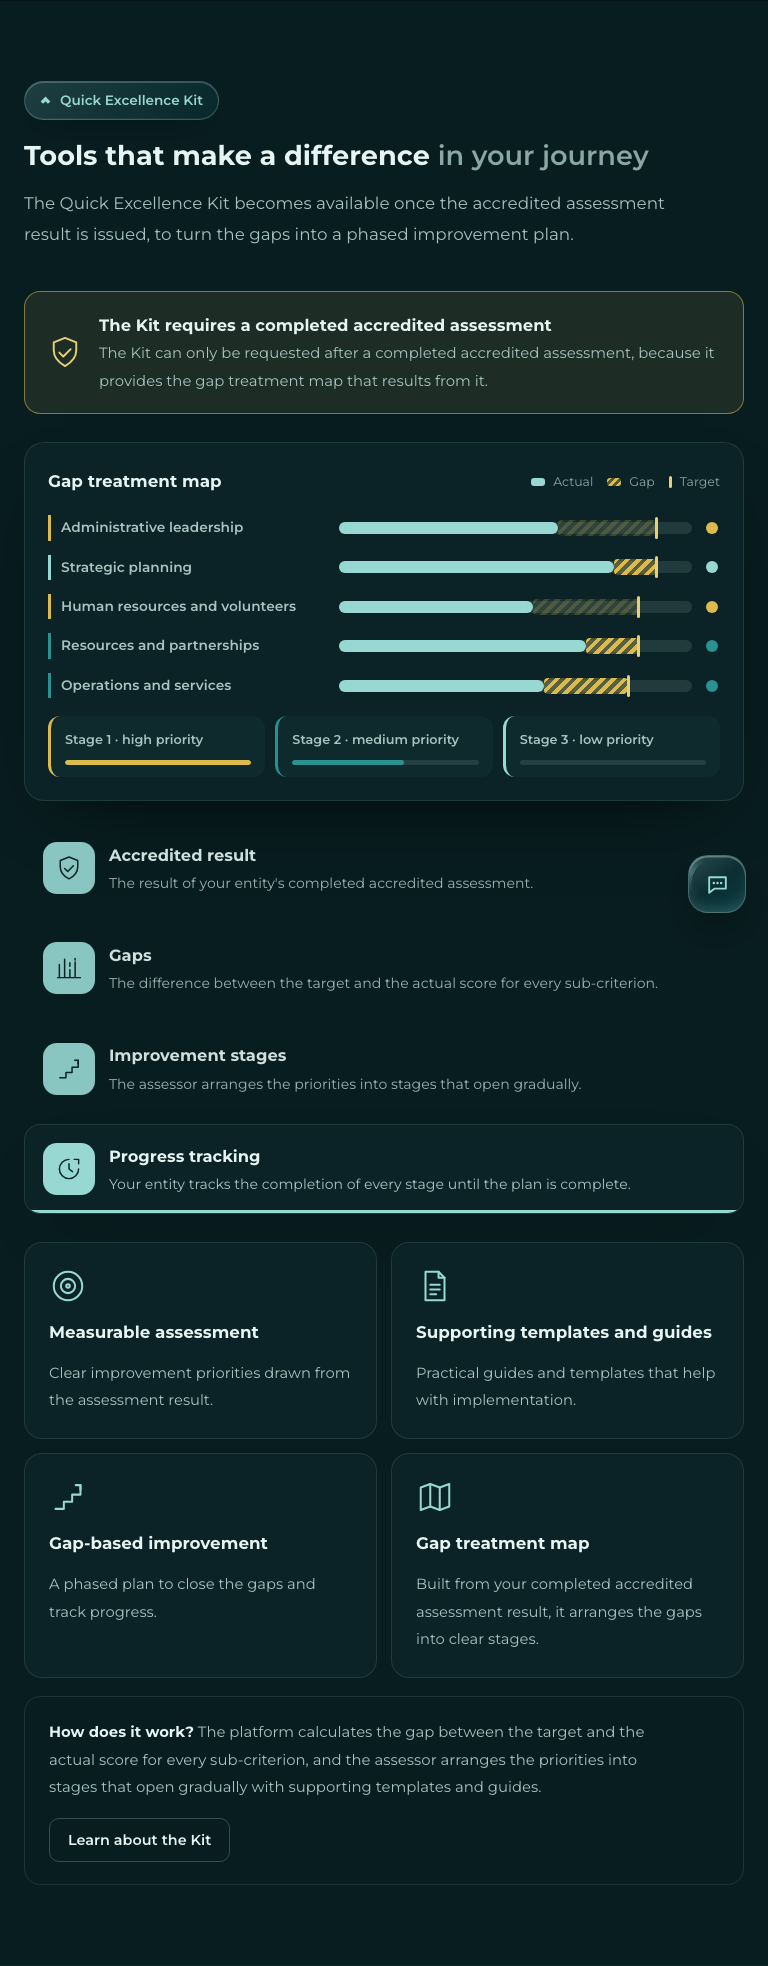 Quick Excellence Kit
Tools that make a difference in your journey
The Quick Excellence Kit becomes available once the accredited assessment
result is issued, to turn the gaps into a phased improvement plan.
The Kit requires a completed accredited assessment
The Kit can only be requested after a completed accredited assessment, because it
provides the gap treatment map that results from it.
Gap treatment map
Actual Gap Target
Administrative leadership
Strategic planning
Human resources and volunteers
Resources and partnerships
Operations and services
Stage 1 · high priority
Stage 2 · medium priority
Stage 3 · low priority
Accredited result
The result of your entity's completed accredited assessment.
Gaps
The difference between the target and the actual score for every sub-criterion.
Improvement stages
The assessor arranges the priorities into stages that open gradually.
Progress tracking
Your entity tracks the completion of every stage until the plan is complete.
Measurable assessment
Clear improvement priorities drawn from
the assessment result.
Supporting templates and guides
Practical guides and templates that help
with implementation.
Gap-based improvement
A phased plan to close the gaps and
track progress.
Gap treatment map
Built from your completed accredited
assessment result, it arranges the gaps
into clear stages.
How does it work? The platform calculates the gap between the target and the
actual score for every sub-criterion, and the assessor arranges the priorities into
stages that open gradually with supporting templates and guides.
Learn about the Kit